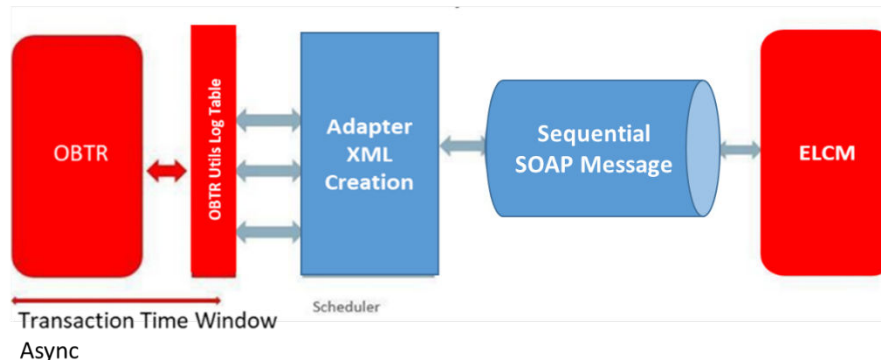 OBTR
OBTR Utils Log Table
Adapter
XML
Creation
Sequential
SOAP Message
ELCM
Scheduler
Transaction Time Window
Async